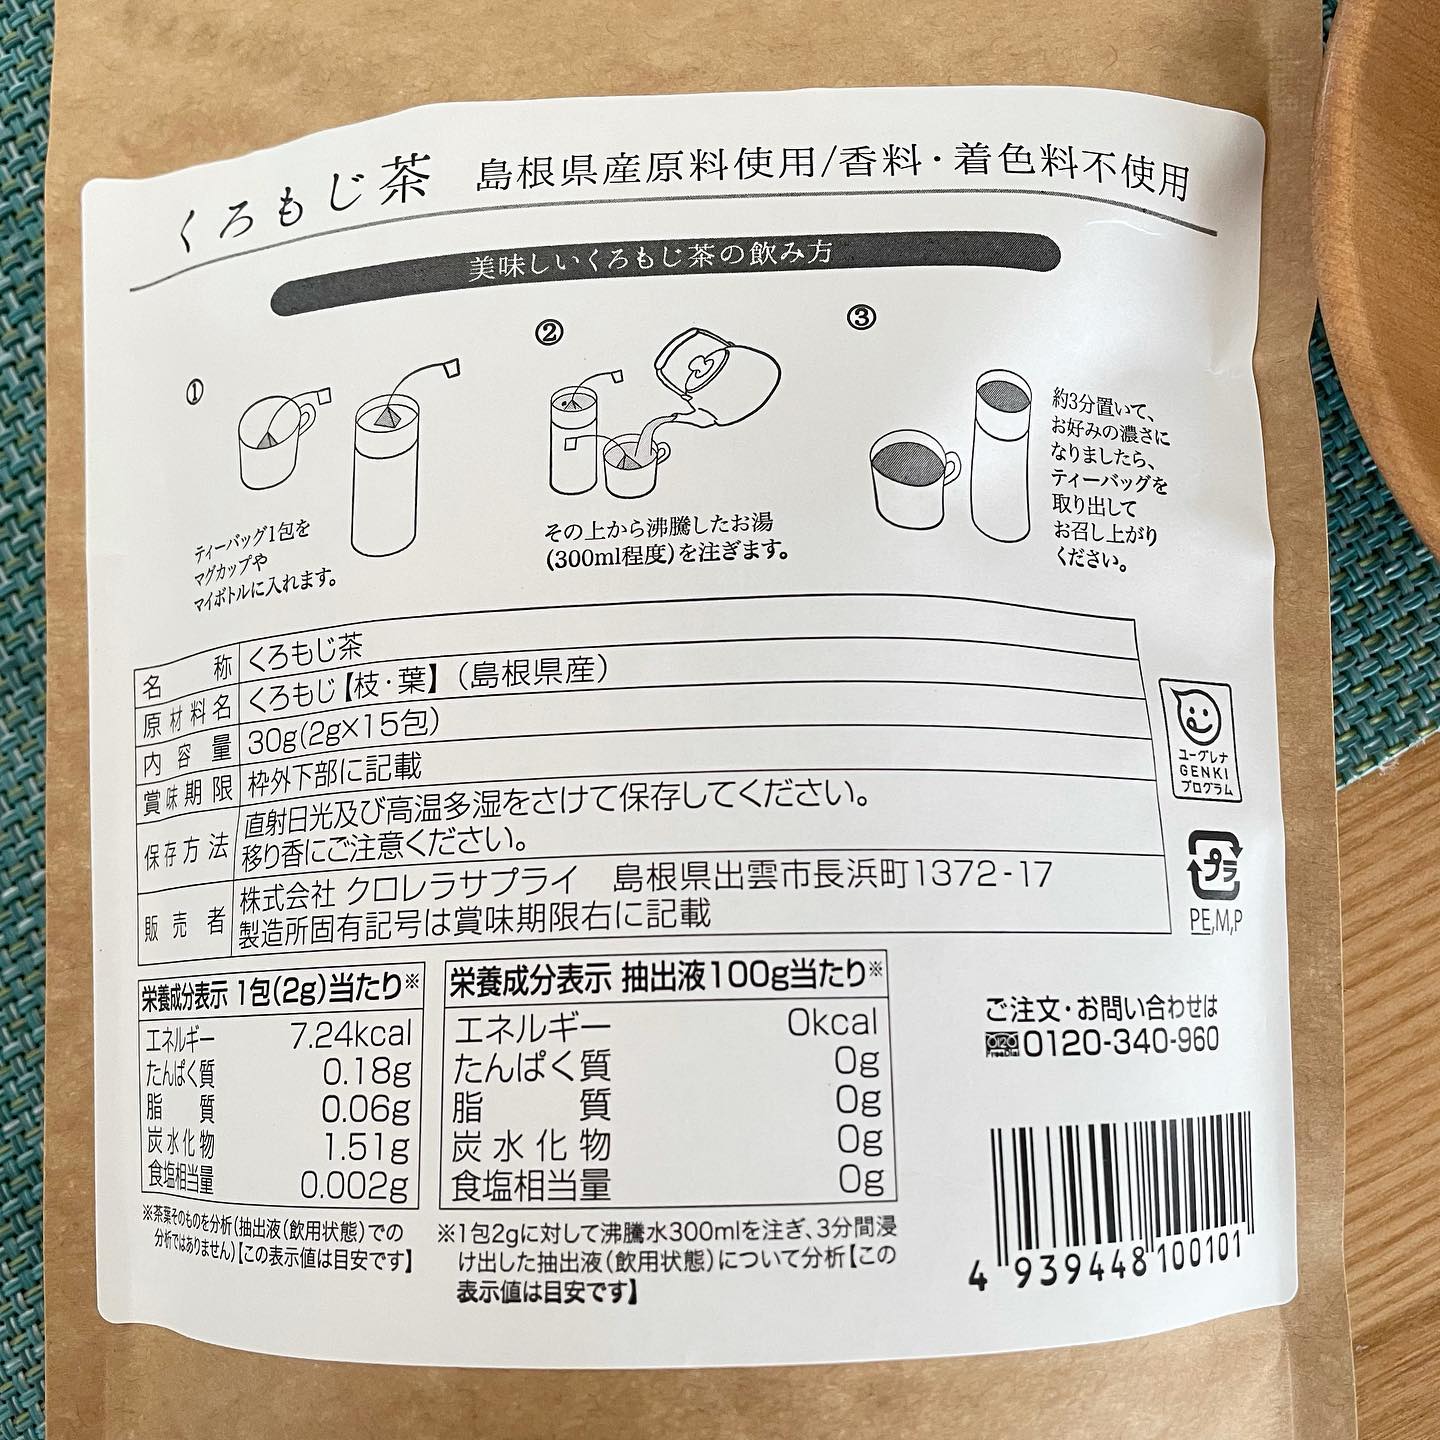 くろもじ茶 島根県産原料使用/香料・着色料不使用
美味しいくろもじ茶の飲み方
①
ティーバッグ1包を
マグカップや
マイボトルに入れます。
②
その上から沸騰したお湯
(300ml程度)を注ぎます。
③
約3分置いて、
お好みの濃さに
なりましたら、
ティーバッグを
取り出して
お召し上がり
ください。
名称 くろもじ茶
原材料名 くろもじ【枝・葉】(島根県産)
内容量 30g(2g×15包)
賞味期限 枠外下部に記載
保存方法 直射日光及び高温多湿をさけて保存してください。
移り香にご注意ください。
販売者 株式会社 クロレラサプライ 島根県出雲市長浜町1372-17
製造所固有記号は賞味期限右に記載
ユーグレナ
GENKI
プログラム
プラ
PE,M,P
栄養成分表示 1包(2g)当たり※
エネルギー 7.24kcal
たんぱく質 0.18g
脂質 0.06g
炭水化物 1.51g
食塩相当量 0.002g
※茶葉そのものを分析(抽出液(飲用状態)での
分析ではありません)【この表示値は目安です】
栄養成分表示 抽出液100g当たり※
エネルギー 0kcal
たんぱく質 0g
脂質 0g
炭水化物 0g
食塩相当量 0g
※1包2gに対して沸騰水300mlを注ぎ、3分間浸
け出した抽出液(飲用状態)について分析【この
表示値は目安です】
ご注文・お問い合わせは
FreeDial 0120-340-960
4 939448 100101